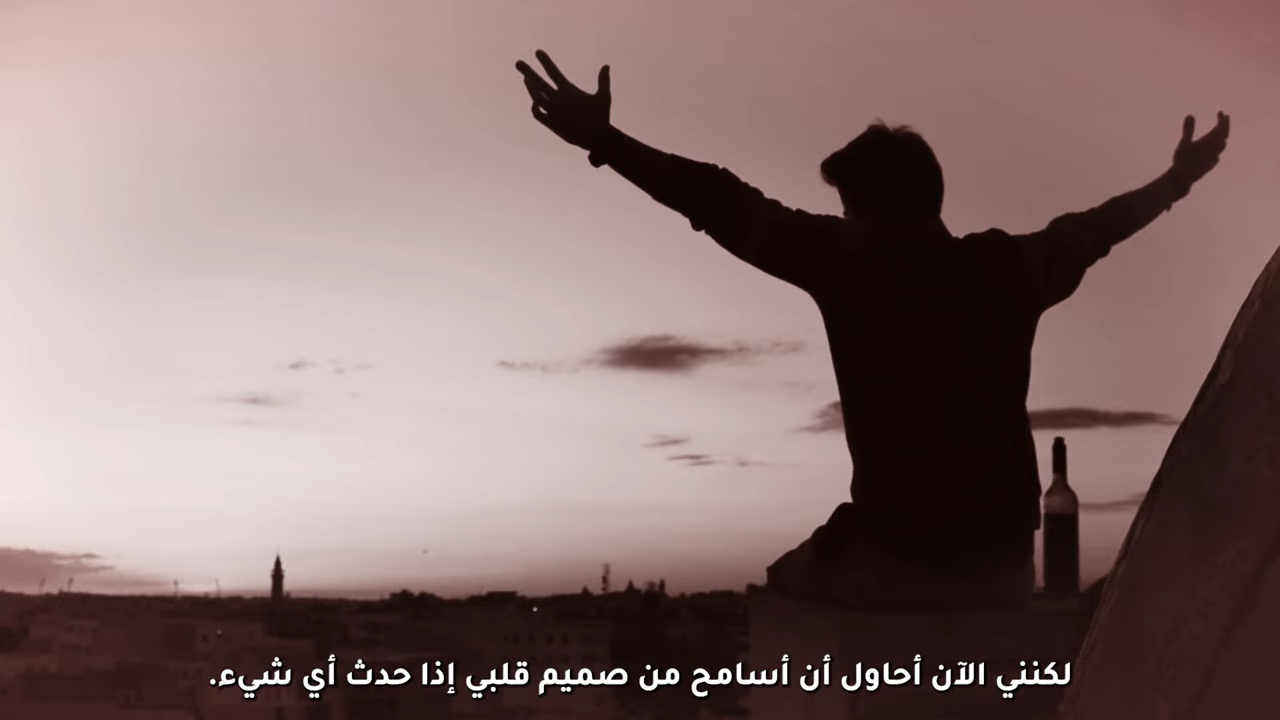 لكنني الآن أحاول أن أسامح من صميم قلبي إذا حدث أي شيء.